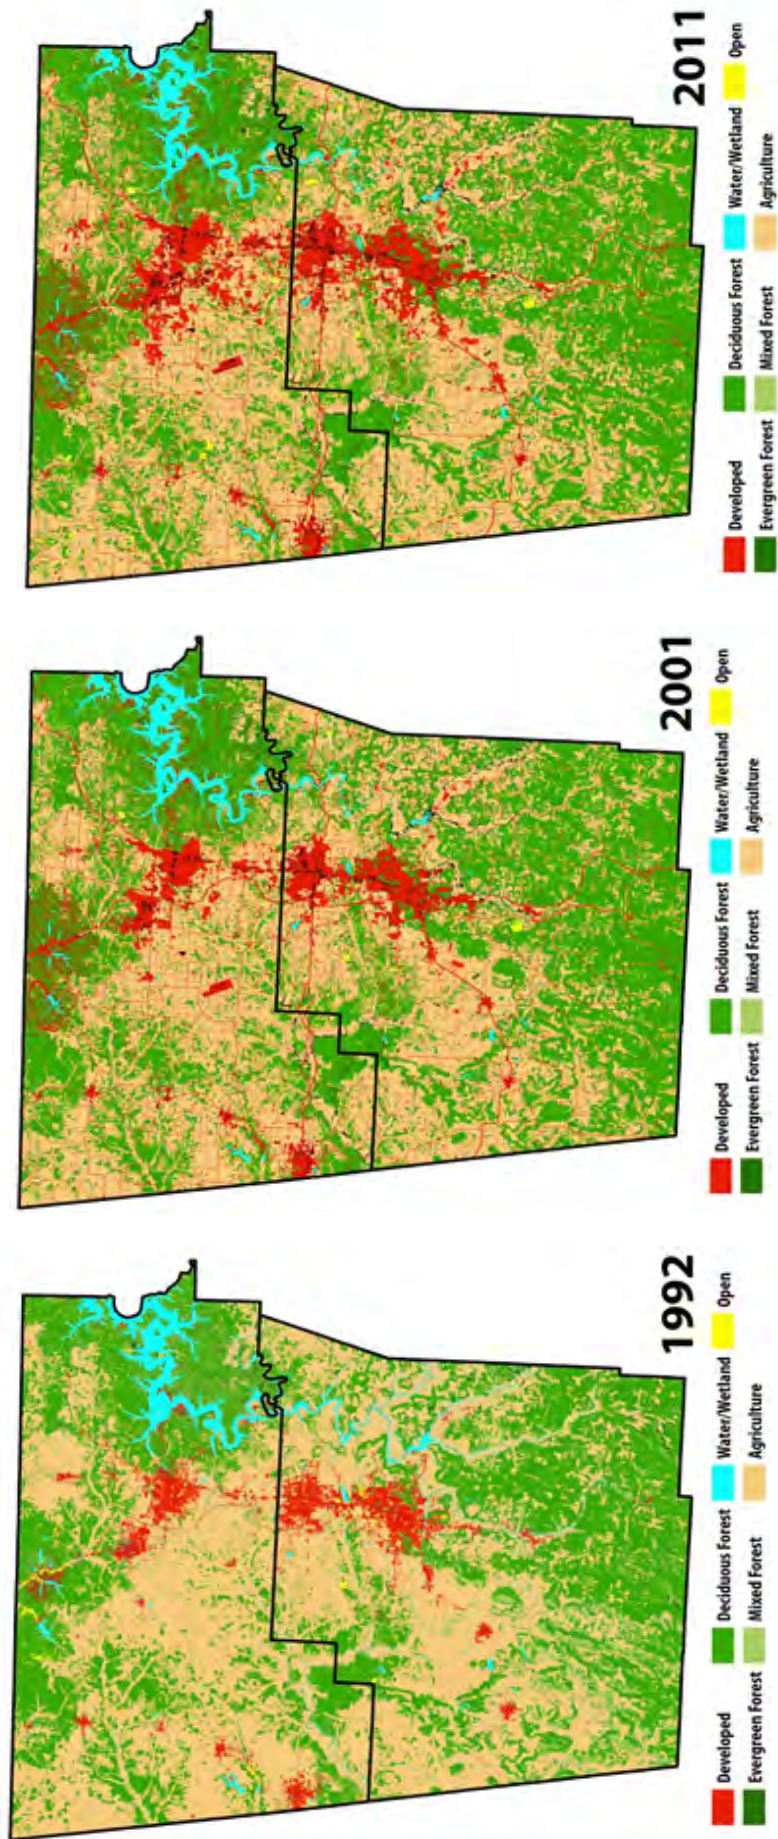 1992
Developed Deciduous Forest Water/Wetland Open
Evergreen Forest Mixed Forest Agriculture
2001
Developed Deciduous Forest Water/Wetland Open
Evergreen Forest Mixed Forest Agriculture
2011
Developed Deciduous Forest Water/Wetland Open
Evergreen Forest Mixed Forest Agriculture